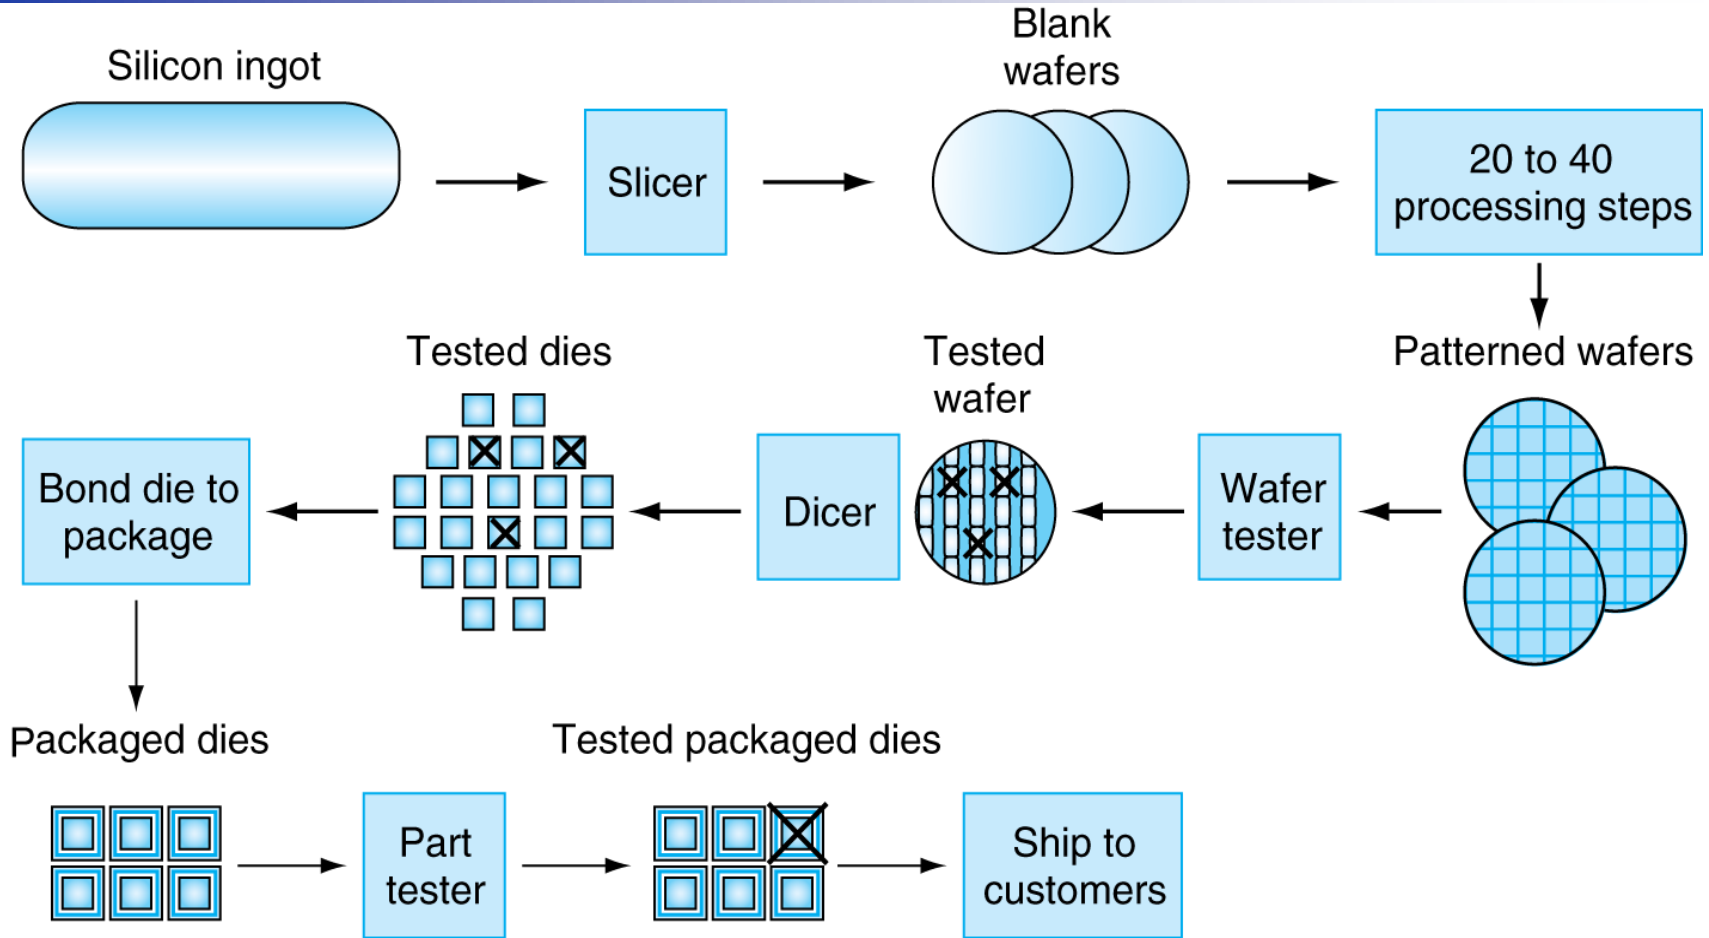 Silicon ingot
Slicer
Blank
wafers
20 to 40
processing steps
Patterned wafers
Wafer
tester
Tested
wafer
Dicer
Tested dies
Bond die to
package
Packaged dies
Part
tester
Tested packaged dies
Ship to
customers